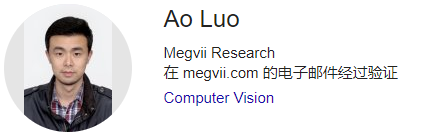 Ao Luo
Megvii Research
在 megvii.com 的电子邮件经过验证
Computer Vision